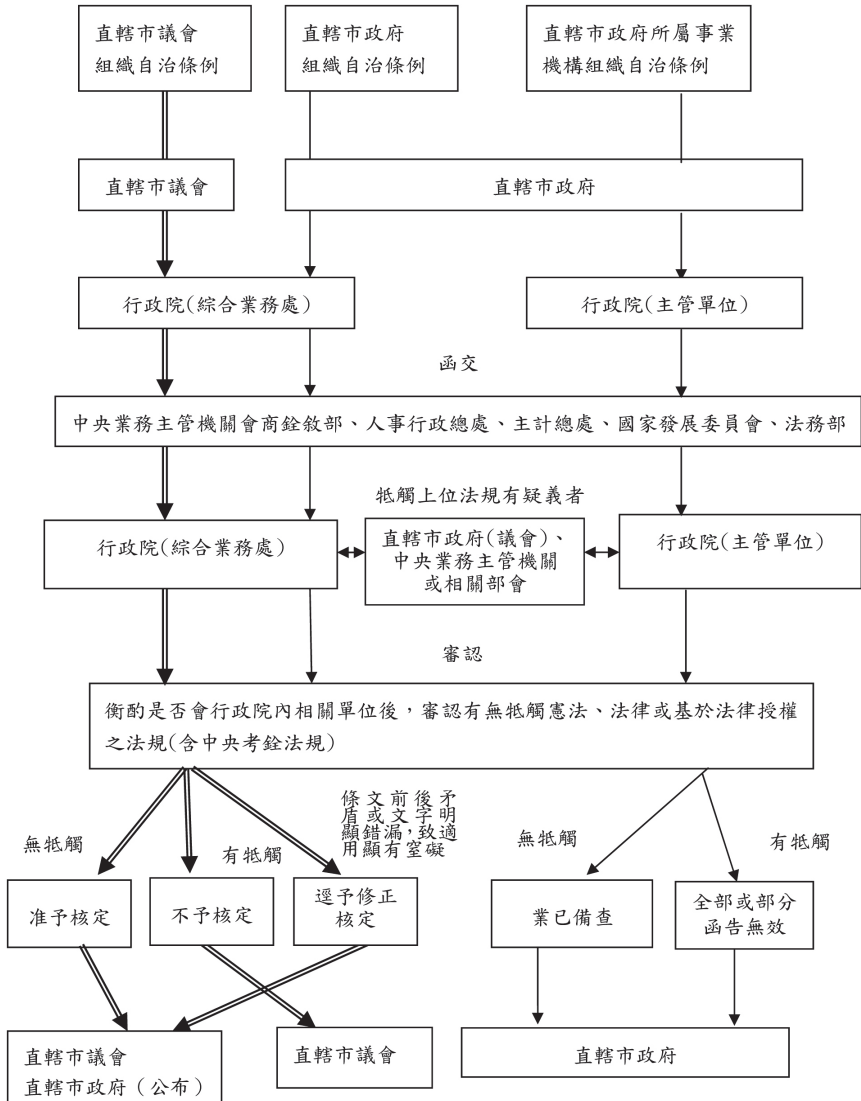 直轄市議會
組織自治條例
直轄市政府
組織自治條例
直轄市政府所屬事業
機構組織自治條例
直轄市議會
直轄市政府
行政院(綜合業務處)
行政院(主管單位)
函交
中央業務主管機關會商銓敘部、人事行政總處、主計總處、國家發展委員會、法務部
牴觸上位法規有疑義者
行政院(綜合業務處)
直轄市政府(議會)、
中央業務主管機關
或相關部會
行政院(主管單位)
審認
衡酌是否會行政院內相關單位後，審認有無牴觸憲法、法律或基於法律授權
之法規(含中央考銓法規)
無牴觸
有牴觸
條文前後矛
盾或文字明
顯錯漏，致適
用顯有窒礙
無牴觸
有牴觸
准予核定
不予核定
逕予修正
核定
業已備查
全部或部分
函告無效
直轄市議會
直轄市政府（公布）
直轄市議會
直轄市政府